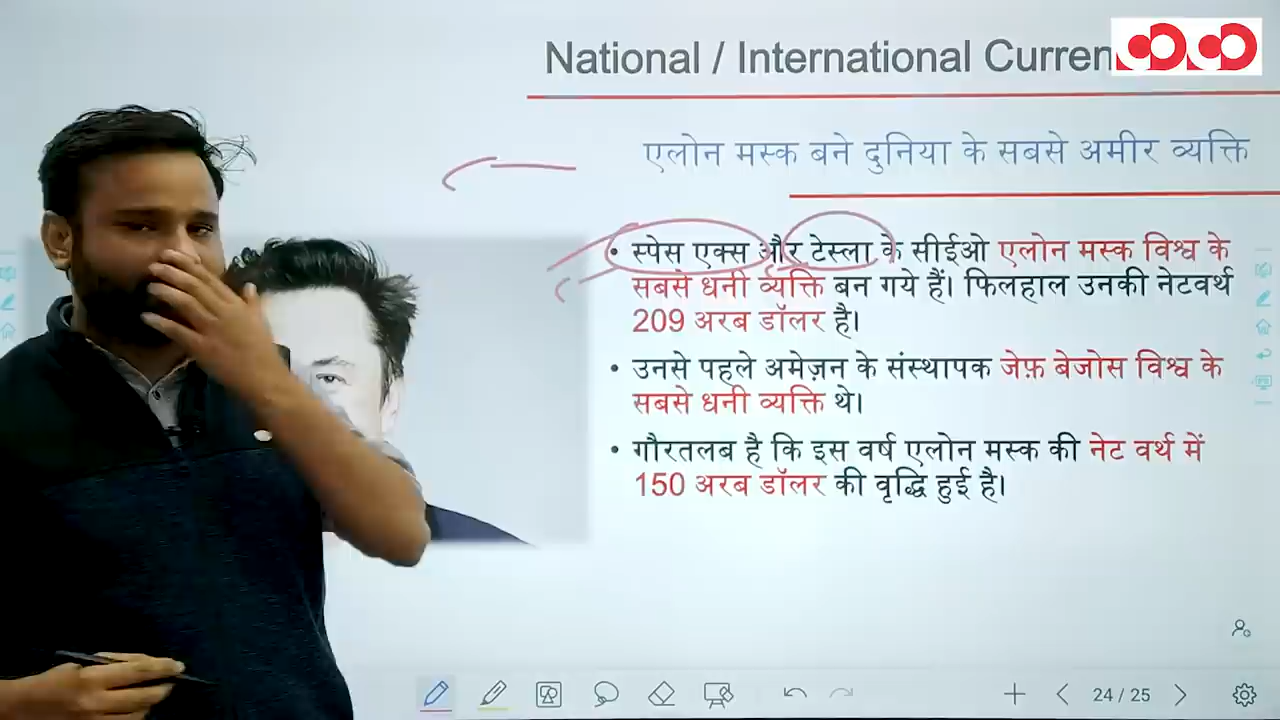 National / International Curren
एलोन मस्क बने दुनिया के सबसे अमीर व्यक्ति
• स्पेस एक्स और टेस्ला के सीईओ एलोन मस्क विश्व के
सबसे धनी व्यक्ति बन गये हैं। फिलहाल उनकी नेटवर्थ
209 अरब डॉलर है।
• उनसे पहले अमेज़न के संस्थापक जेफ़ बेजोस विश्व के
सबसे धनी व्यक्ति थे।
• गौरतलब है कि इस वर्ष एलोन मस्क की नेट वर्थ में
150 अरब डॉलर की वृद्धि हुई है।
24 / 25